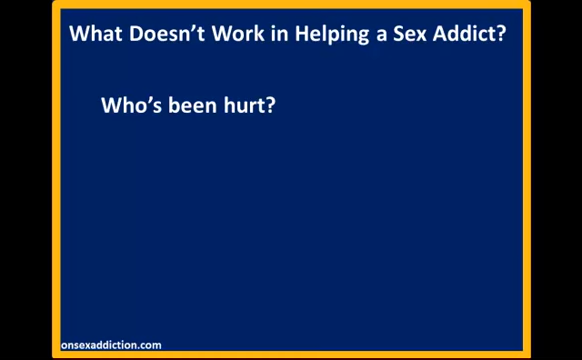 What Doesn't Work in Helping a Sex Addict?
Who's been hurt?
onsexaddiction.com